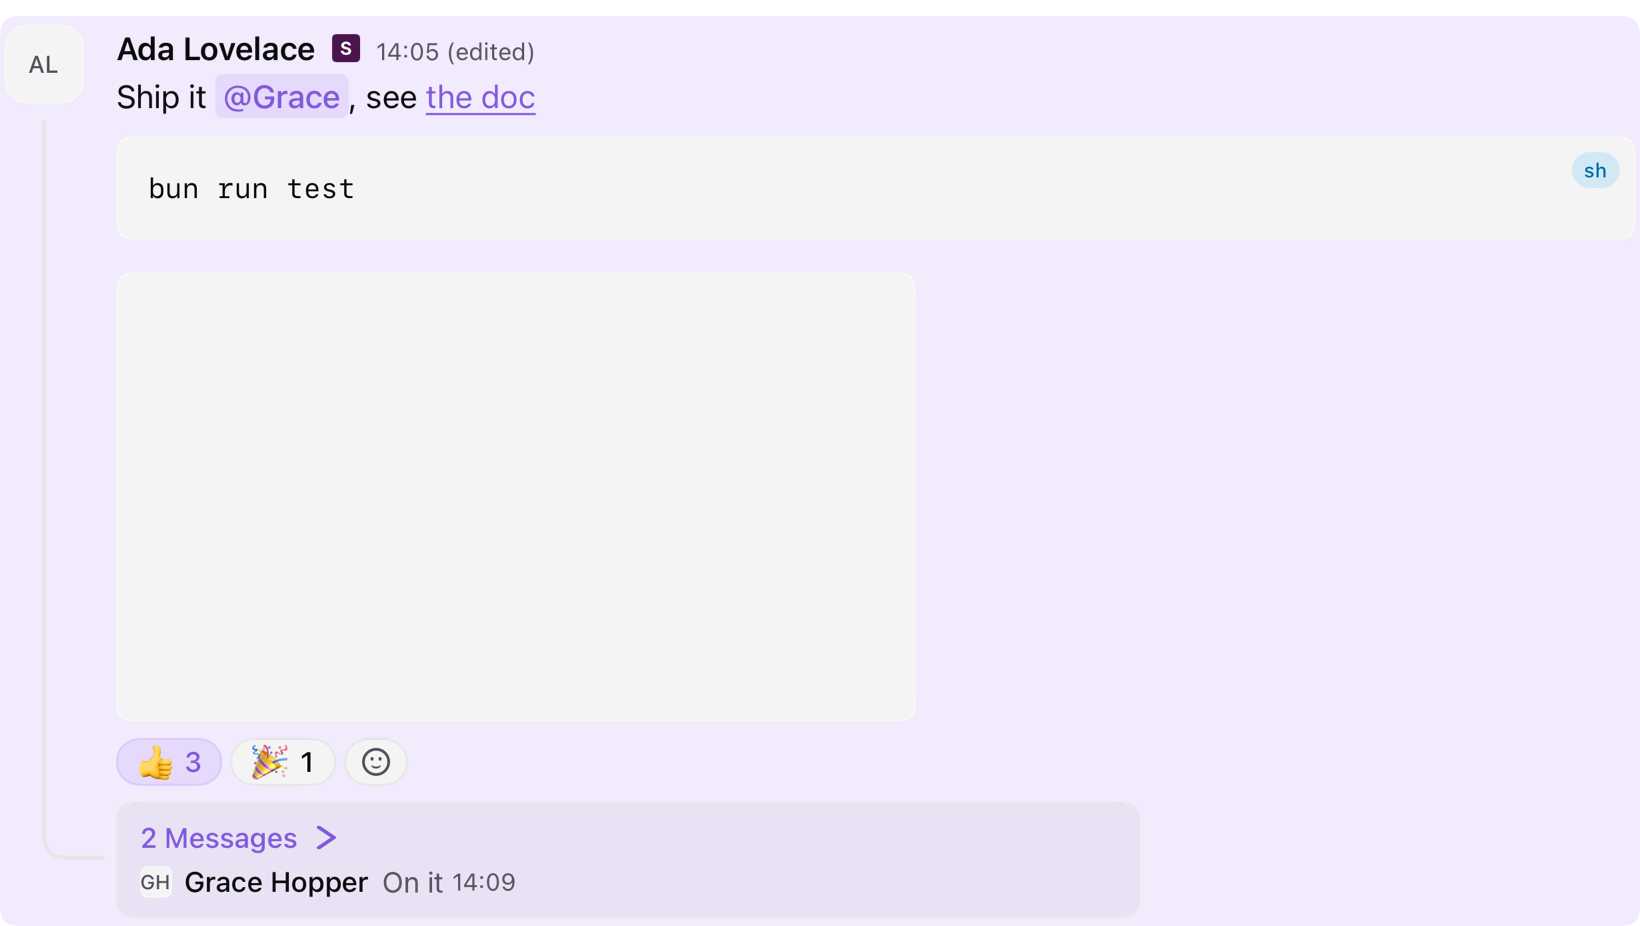 AL
Ada Lovelace S 14:05 (edited)
Ship it @Grace, see the doc
sh
bun run test
👍 3 🎉 1
2 Messages >
GH Grace Hopper On it 14:09